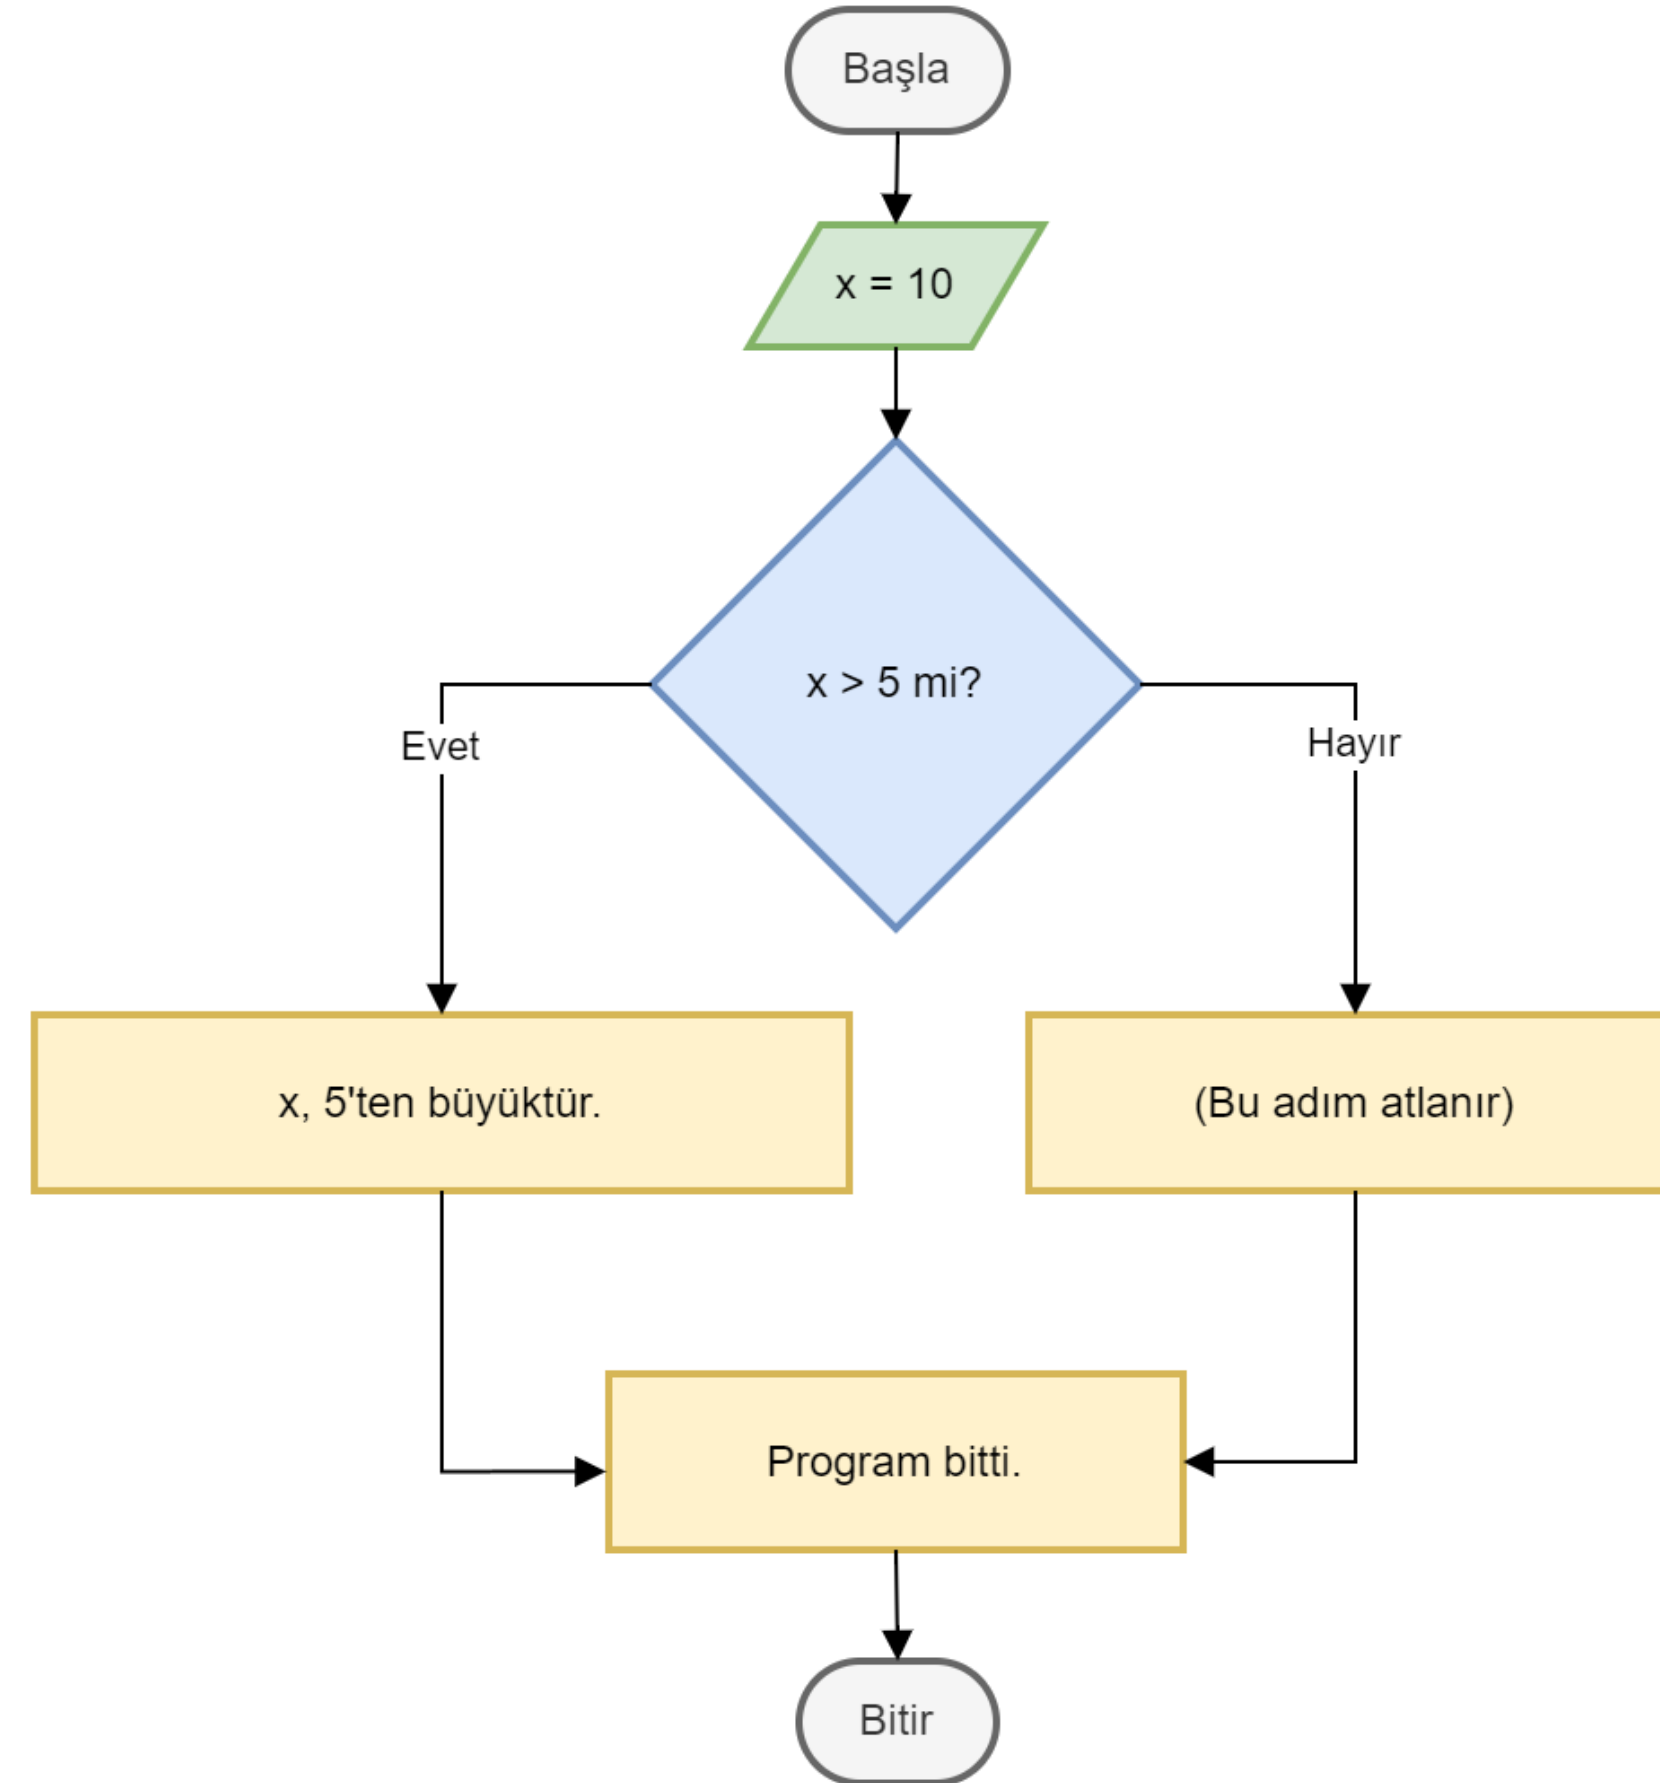 Başla
x = 10
x > 5 mi?
Evet
Hayır
x, 5'ten büyüktür.
(Bu adım atlanır)
Program bitti.
Bitir